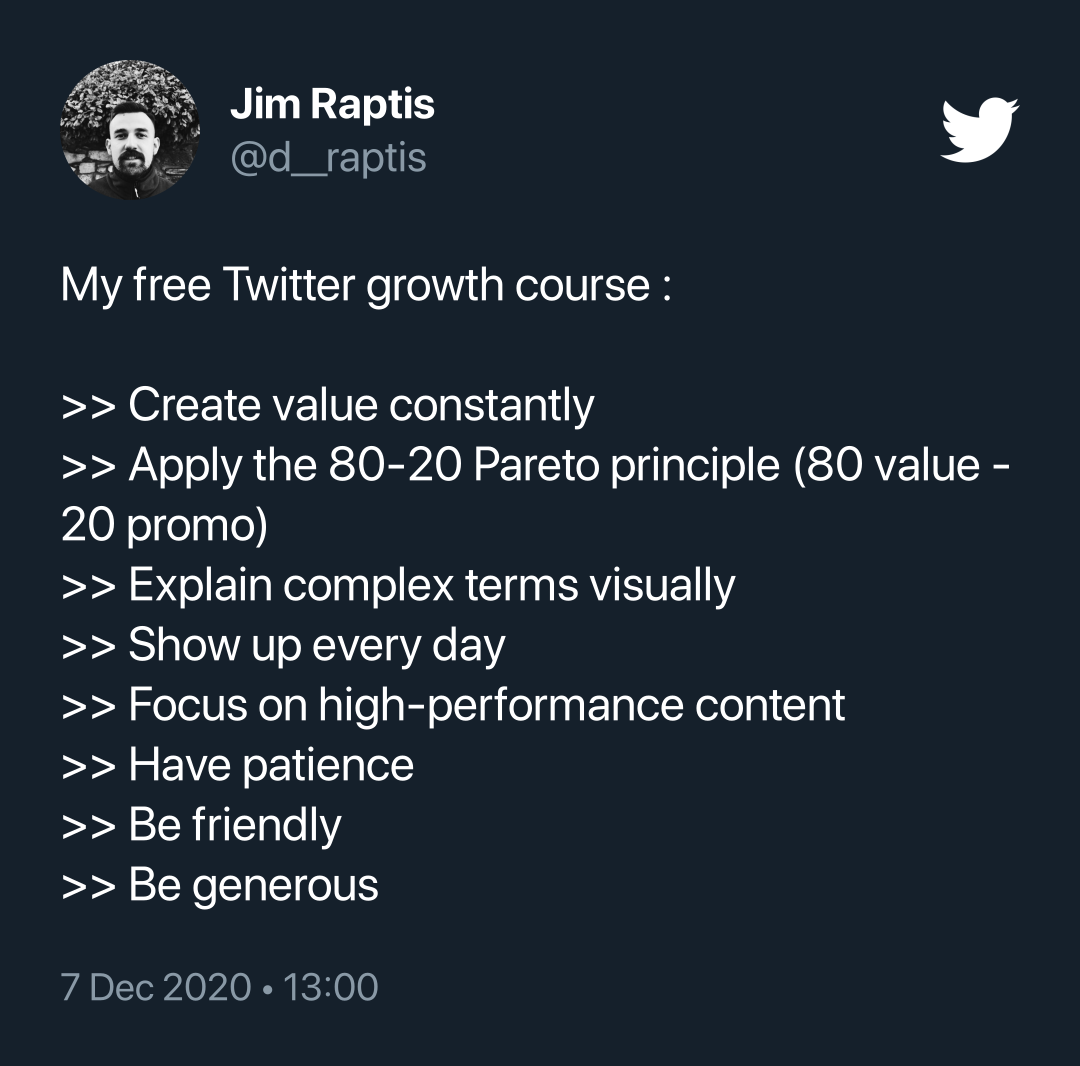 Jim Raptis
@d__raptis
My free Twitter growth course :
>> Create value constantly
>> Apply the 80-20 Pareto principle (80 value -
20 promo)
>> Explain complex terms visually
>> Show up every day
>> Focus on high-performance content
>> Have patience
>> Be friendly
>> Be generous
7 Dec 2020 • 13:00